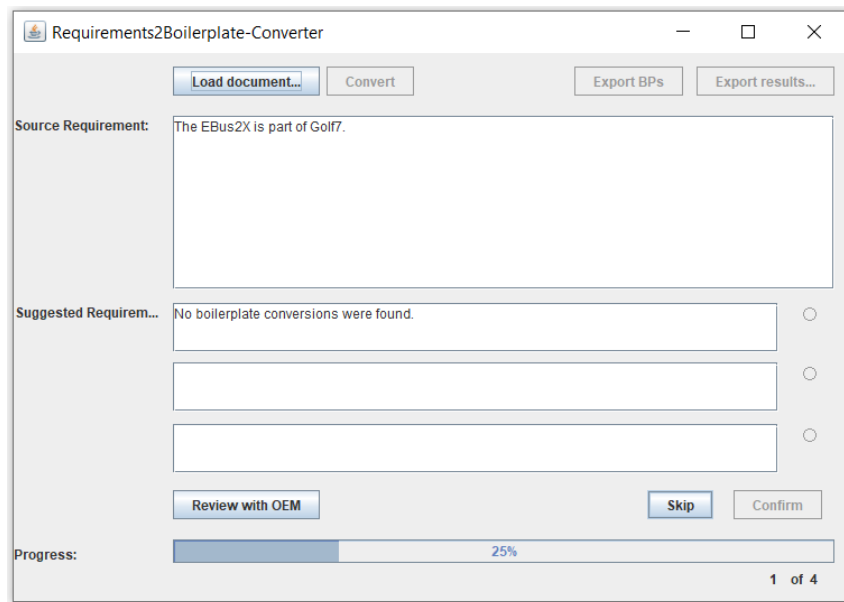 Requirements2Boilerplate-Converter
Load document... Convert Export BPs Export results...
Source Requirement: The EBus2X is part of Golf7.
Suggested Requirem... No boilerplate conversions were found.
Review with OEM Skip Confirm
Progress: 25%
1 of 4